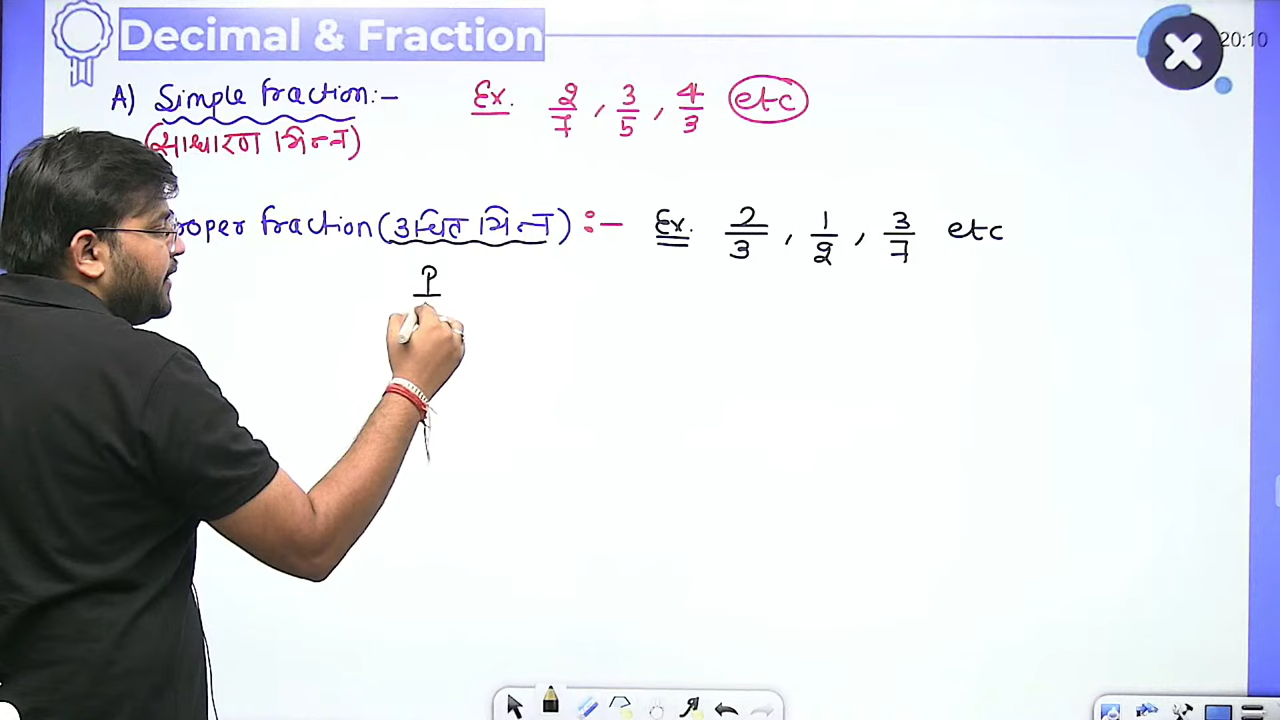 Decimal & Fraction
20:10
A) Simple fraction:- Ex. 2/7, 3/5, 4/3 etc
(साधारण भिन्न)
roper fraction (उचित भिन्न) :- Ex. 2/3, 1/2, 3/7 etc
P